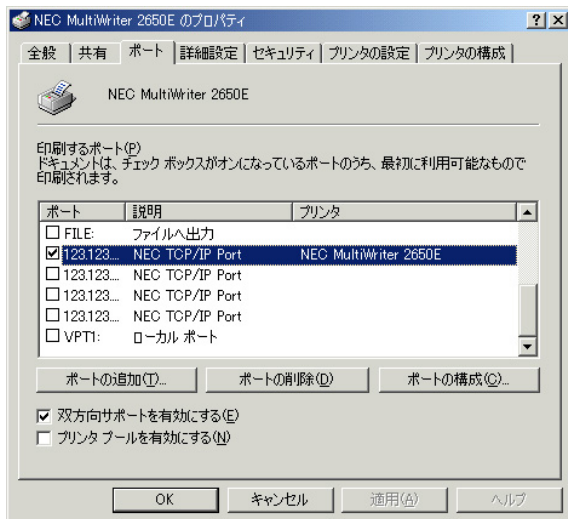 NEC MultiWriter 2650E のプロパティ
全般 共有 ポート 詳細設定 セキュリティ プリンタの設定 プリンタの構成
NEC MultiWriter 2650E
印刷するポート(P)
ドキュメントは、チェック ボックスがオンになっているポートのうち、最初に利用可能なもので
印刷されます。
ポート 説明 プリンタ
FILE: ファイルへ出力
123.123... NEC TCP/IP Port NEC MultiWriter 2650E
123.123... NEC TCP/IP Port
123.123... NEC TCP/IP Port
123.123... NEC TCP/IP Port
VPT1: ローカル ポート
ポートの追加(T)... ポートの削除(D) ポートの構成(C)...
双方向サポートを有効にする(E)
プリンタ プールを有効にする(N)
OK キャンセル 適用(A) ヘルプ